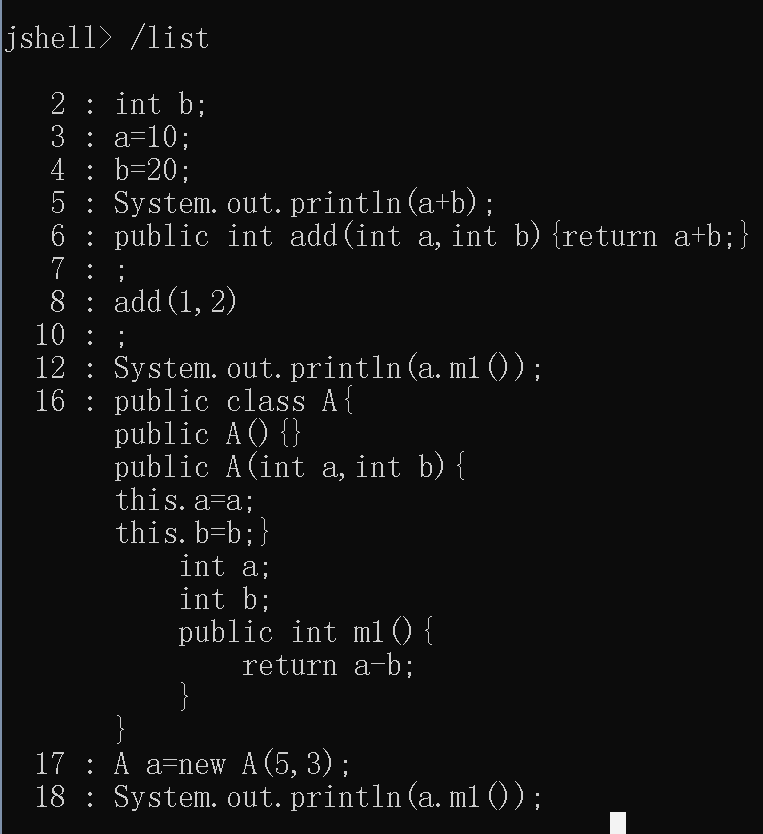 jshell> /list
2 : int b;
3 : a=10;
4 : b=20;
5 : System.out.println(a+b);
6 : public int add(int a,int b){return a+b;}
7 : ;
8 : add(1,2)
10 : ;
12 : System.out.println(a.m1());
16 : public class A{
public A(){}
public A(int a,int b){
this.a=a;
this.b=b;}
int a;
int b;
public int m1(){
return a-b;
}
}
17 : A a=new A(5,3);
18 : System.out.println(a.m1());